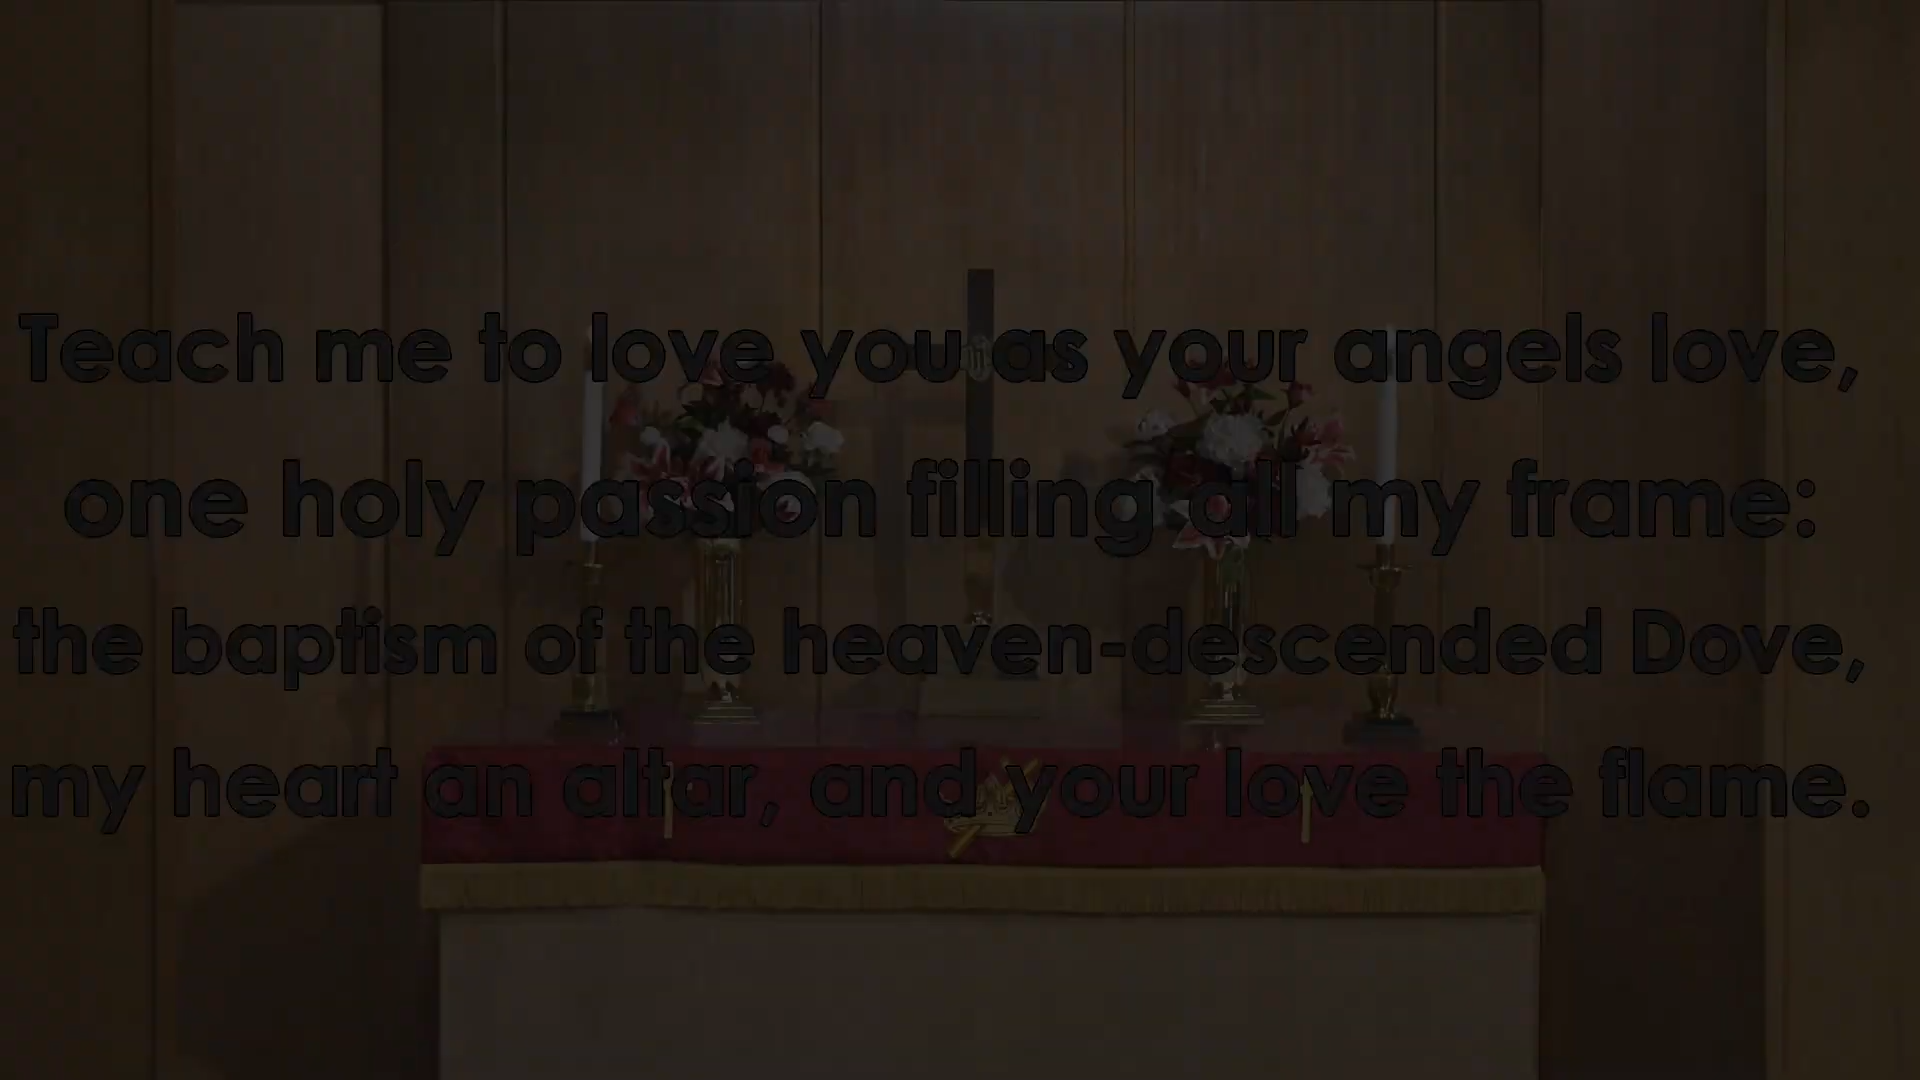 Teach me to love you as your angels love,
one holy passion filling all my frame:
the baptism of the heaven-descended Dove,
my heart an altar, and your love the flame.